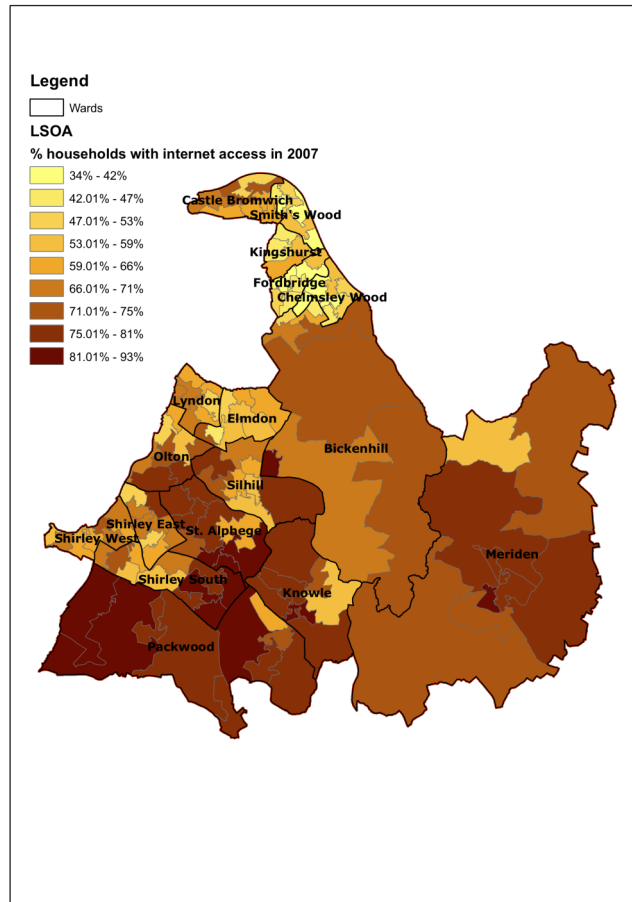 Legend
Wards
LSOA
% households with internet access in 2007
34% - 42%
42.01% - 47%
47.01% - 53%
53.01% - 59%
59.01% - 66%
66.01% - 71%
71.01% - 75%
75.01% - 81%
81.01% - 93%
Castle Bromwich
Smith's Wood
Kingshurst
Fordbridge
Chelmsley Wood
Lyndon
Elmdon
Olton
Bickenhill
Silhill
Shirley East
St. Alphege
Shirley West
Meriden
Shirley South
Knowle
Packwood